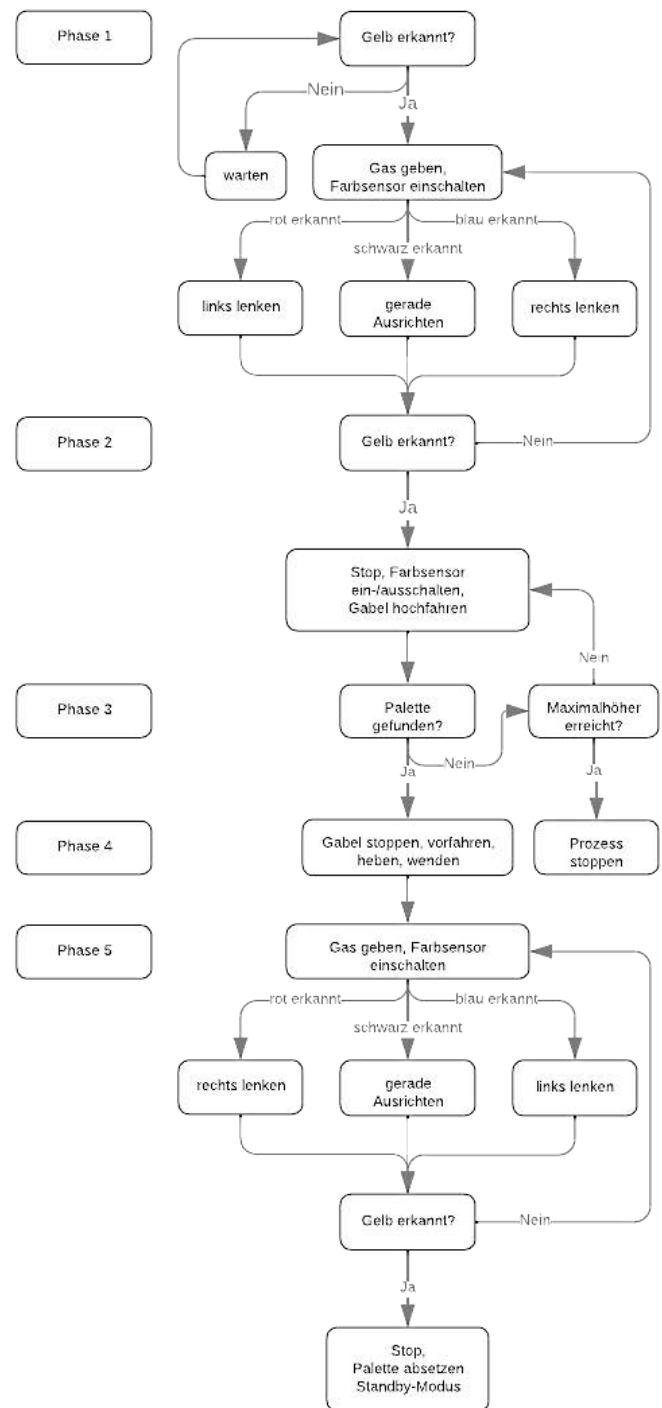 Phase 1
Gelb erkannt?
Nein
Ja
warten
Gas geben,
Farbsensor einschalten
rot erkannt
blau erkannt
schwarz erkannt
links lenken
gerade
Ausrichten
rechts lenken
Phase 2
Gelb erkannt?
Nein
Ja
Stop, Farbsensor
ein-/ausschalten,
Gabel hochfahren
Nein
Phase 3
Palette
gefunden?
Maximalhöher
erreicht?
Nein
Ja
Ja
Phase 4
Gabel stoppen, vorfahren,
heben, wenden
Prozess
stoppen
Phase 5
Gas geben, Farbsensor
einschalten
rot erkannt
blau erkannt
schwarz erkannt
rechts lenken
gerade
Ausrichten
links lenken
Gelb erkannt?
Nein
Ja
Stop,
Palette absetzen
Standby-Modus